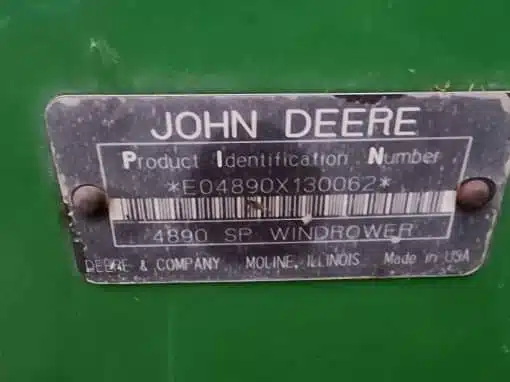 JOHN DEERE
Product Identification Number
*E04890X130062*
4890 SP WINDROWER
DEERE & COMPANY MOLINE, ILLINOIS Made in USA